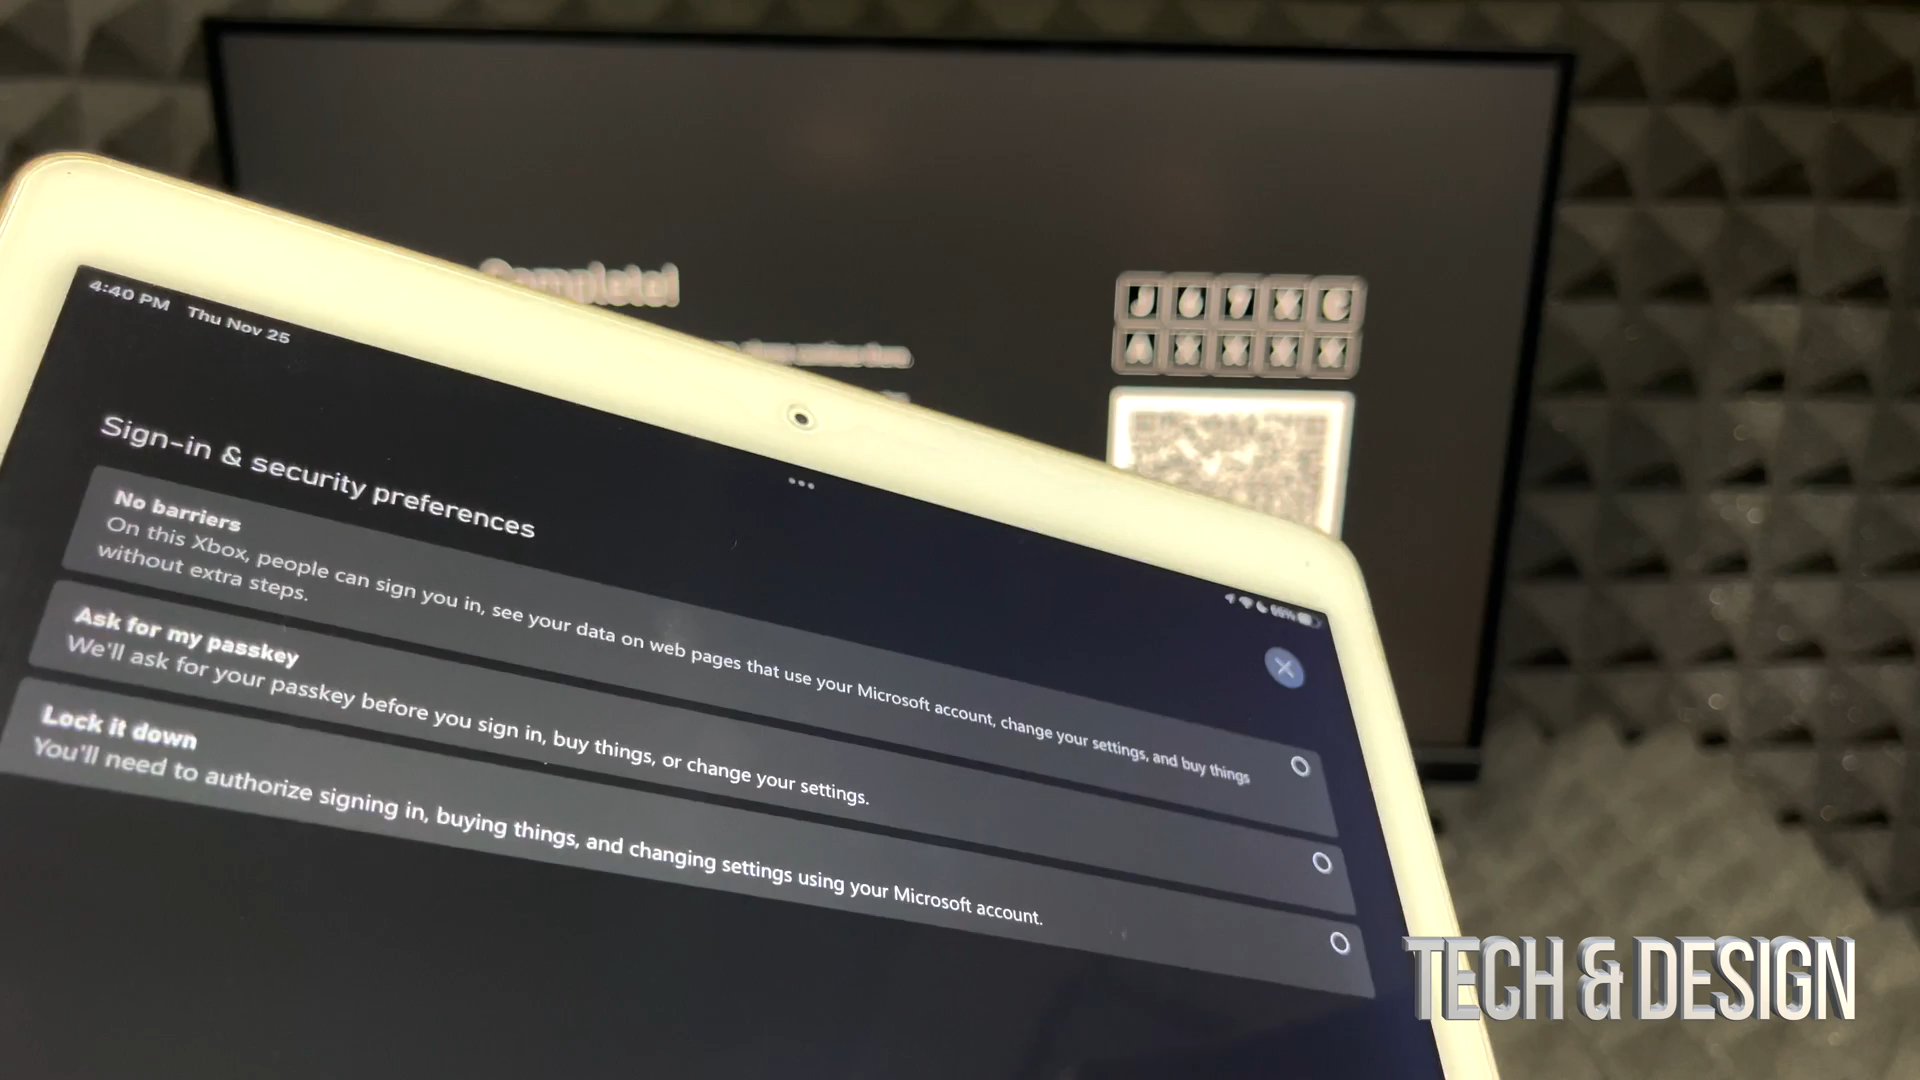 Complete!
J 6 9 X C
A X X X X
4:40 PM Thu Nov 25
66%
Sign-in & security preferences
No barriers
On this Xbox, people can sign you in, see your data on web pages that use your Microsoft account, change your settings, and buy things
without extra steps.
Ask for my passkey
We'll ask for your passkey before you sign in, buy things, or change your settings.
Lock it down
You'll need to authorize signing in, buying things, and changing settings using your Microsoft account.
TECH & DESIGN